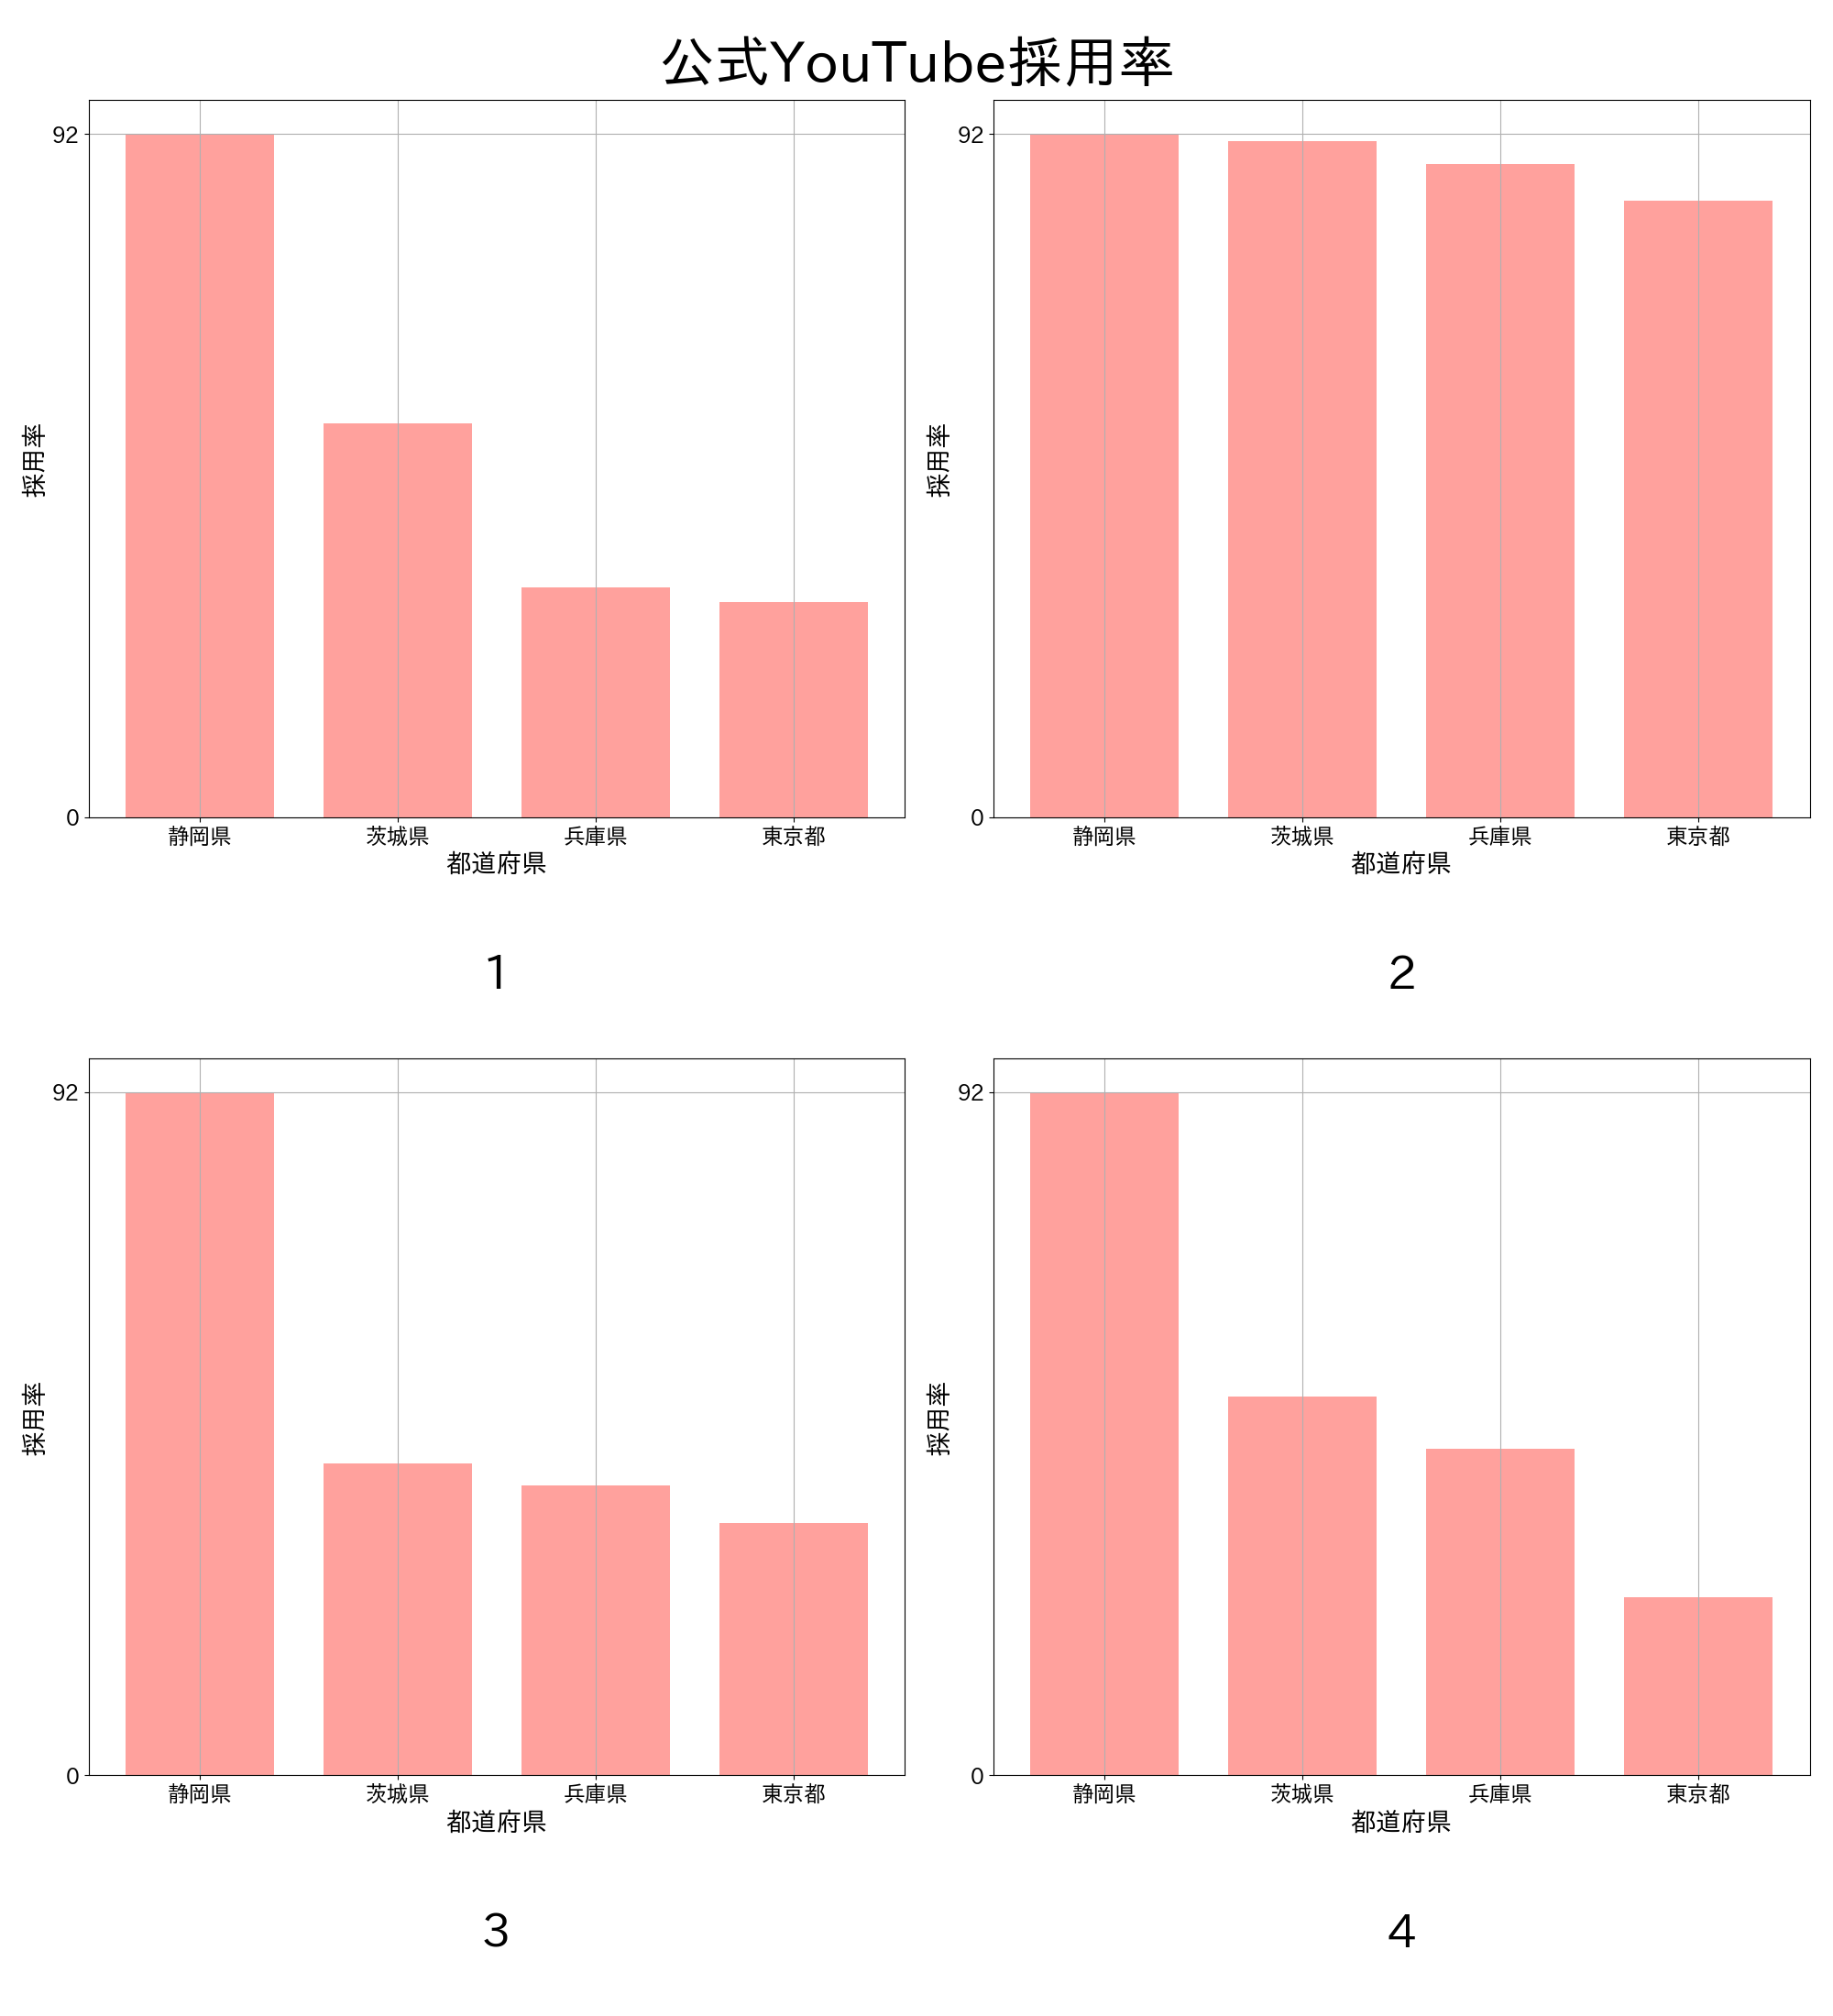 公式YouTube採用率
92
0
採用率
静岡県 茨城県 兵庫県 東京都
都道府県
1
92
0
採用率
静岡県 茨城県 兵庫県 東京都
都道府県
2
92
0
採用率
静岡県 茨城県 兵庫県 東京都
都道府県
3
92
0
採用率
静岡県 茨城県 兵庫県 東京都
都道府県
4